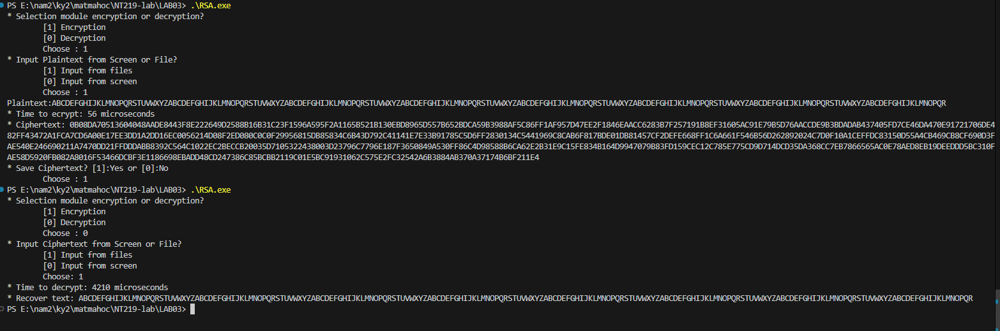 PS E:\nam2\ky2\matmahoc\NT219-lab\LAB03> .\RSA.exe
* Selection module encryption or decryption?
[1] Encryption
[0] Decryption
Choose : 1
* Input Plaintext from Screen or File?
[1] Input from files
[0] Input from screen
Choose : 1
Plaintext:ABCDEFGHIJKLMNOPQRSTUVWXYZABCDEFGHIJKLMNOPQRSTUVWXYZABCDEFGHIJKLMNOPQRSTUVWXYZABCDEFGHIJKLMNOPQRSTUVWXYZABCDEFGHIJKLMNOPQRSTUVWXYZABCDEFGHIJKLMNOPQRSTUVWXYZABCDEFGHIJKLMNOPQRSTUVWXYZABCDEFGHIJKLMNOPQR
* Time to ecrypt: 56 microseconds
* Ciphertext: 0B08DA70513604048AADE8443F8E222649D2588B16B31C23F1596A595F2A1165B521B130EBD8965D557B652BDCA59B3988AF5C86FF1AF957D47EE2F1846EAACC6283B7F257191B8EF31605AC91E79B5D76AACCDE9B3BDADAB437405FD7CE46DA470E91721706DE4
82FF43472A1FCA7CD6A00E17EE3DD1A2DD16EC0056214D08F2ED080C0C0F29956815DB85834C6B43D792C41141E7E33B91785C5D6FF2830134C5441969C8CAB6F817BDE01DB81457CF2DEFE668FF1C6A661F546B56D262892024C7D0F10A1CEFFDC83150D55A4CB469CB8CF690D3F
AE540E246690211A7470DD21FFDDDABB8392C564C1022EC2BECCB20035D7105322438003D23796C7796E187F3650849A530FF86C4D98588B6CA62E2B31E9C15FE834B164D9947079B83FD159CEC12C785E775CD9D714DCD35DA368CC7EB7866565AC0E78AED8EB19DEEDDD5BC310F
AE58D5920FB082A8016F53466DCBF3E1186698EBADD48CD247386C85BCBB2119C01E5BC91931062C575E2FC32542A6B3884AB370A37174B6BF211E4
* Save Ciphertext? [1]:Yes or [0]:No
Choose : 1
PS E:\nam2\ky2\matmahoc\NT219-lab\LAB03> .\RSA.exe
* Selection module encryption or decryption?
[1] Encryption
[0] Decryption
Choose : 0
* Input Ciphertext from Screen or File?
[1] Input from files
[0] Input from screen
Choose: 1
* Time to decrypt: 4210 microseconds
* Recover text: ABCDEFGHIJKLMNOPQRSTUVWXYZABCDEFGHIJKLMNOPQRSTUVWXYZABCDEFGHIJKLMNOPQRSTUVWXYZABCDEFGHIJKLMNOPQRSTUVWXYZABCDEFGHIJKLMNOPQRSTUVWXYZABCDEFGHIJKLMNOPQRSTUVWXYZABCDEFGHIJKLMNOPQRSTUVWXYZABCDEFGHIJKLMNOPQR
PS E:\nam2\ky2\matmahoc\NT219-lab\LAB03>